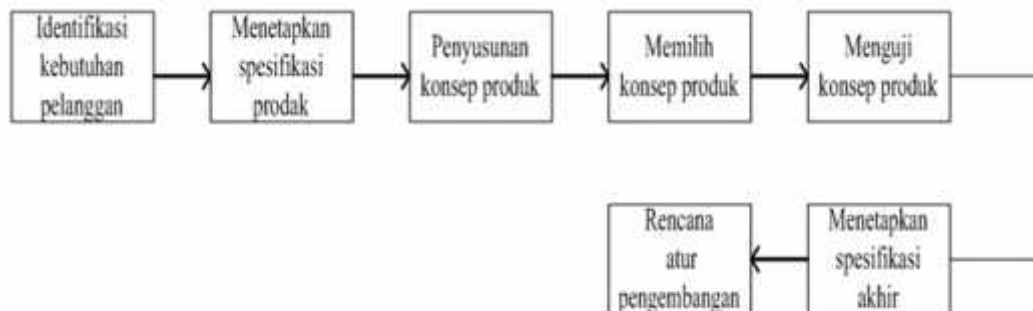 Identifikasi
kebutuhan
pelanggan
Menetapkan
spesifikasi
prodak
Penyusunan
konsep produk
Memilih
konsep produk
Menguji
konsep produk
Menetapkan
spesifikasi
akhir
Rencana
atur
pengembangan